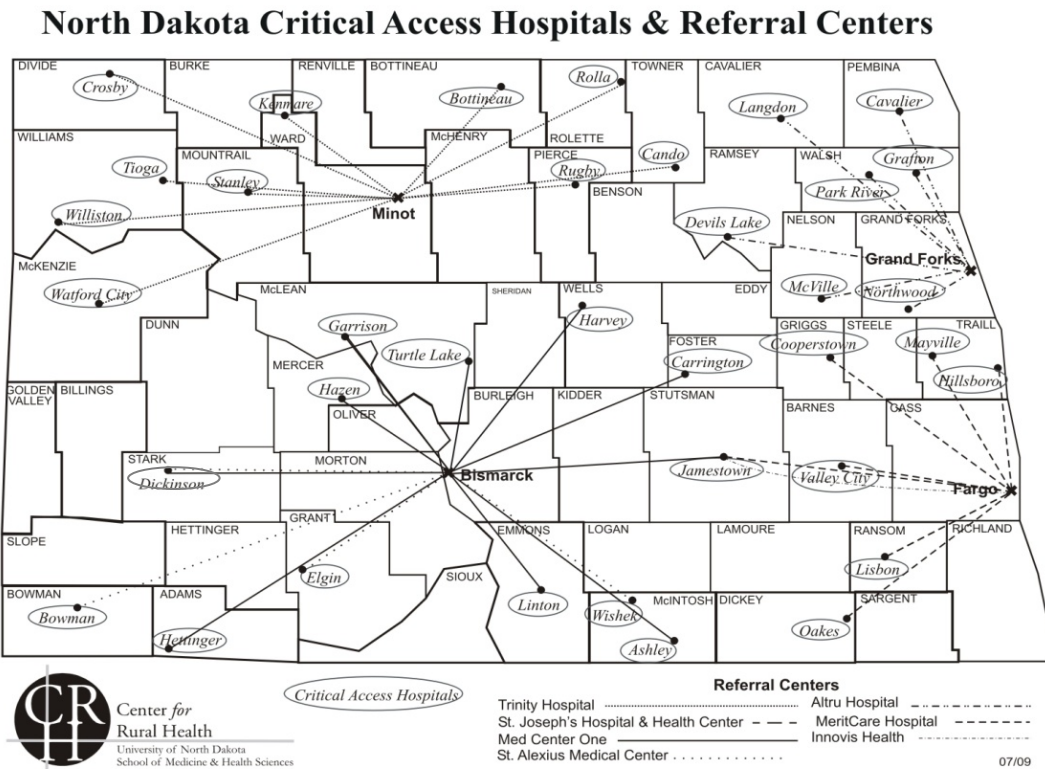 North Dakota Critical Access Hospitals & Referral Centers
DIVIDE
BURKE
RENVILLE
BOTTINEAU
TOWNER
CAVALIER
PEMBINA
Crosby
Kenmare
Bottineau
Rolla
Langdon
Cavalier
WILLIAMS
WARD
McHENRY
ROLETTE
MOUNTRAIL
PIERCE
RAMSEY
WALSH
Tioga
Stanley
Rugby
Cando
Grafton
Park River
BENSON
Williston
Minot
Devils Lake
NELSON
GRAND FORKS
McKENZIE
Grand Forks
Watford City
McVille
Northwood
McLEAN
SHERIDAN
WELLS
EDDY
DUNN
Garrison
Harvey
GRIGGS
STEELE
TRAILL
FOSTER
Cooperstown
Mayville
Turtle Lake
Carrington
MERCER
Hillsboro
GOLDEN
VALLEY
BILLINGS
Hazen
OLIVER
BURLEIGH
KIDDER
STUTSMAN
BARNES
CASS
STARK
MORTON
Bismarck
Jamestown
Valley City
Dickinson
Fargo
GRANT
SLOPE
HETTINGER
EMMONS
LOGAN
LAMOURE
RANSOM
RICHLAND
Elgin
SIOUX
Lisbon
BOWMAN
ADAMS
Bowman
Linton
Wishek
McINTOSH
DICKEY
SARGENT
Hettinger
Ashley
Oakes
Critical Access Hospitals
CRH
Center for
Rural Health
University of North Dakota
School of Medicine & Health Sciences
Referral Centers
Trinity Hospital
St. Joseph's Hospital & Health Center
Med Center One
St. Alexius Medical Center
Altru Hospital
MeritCare Hospital
Innovis Health
07/09